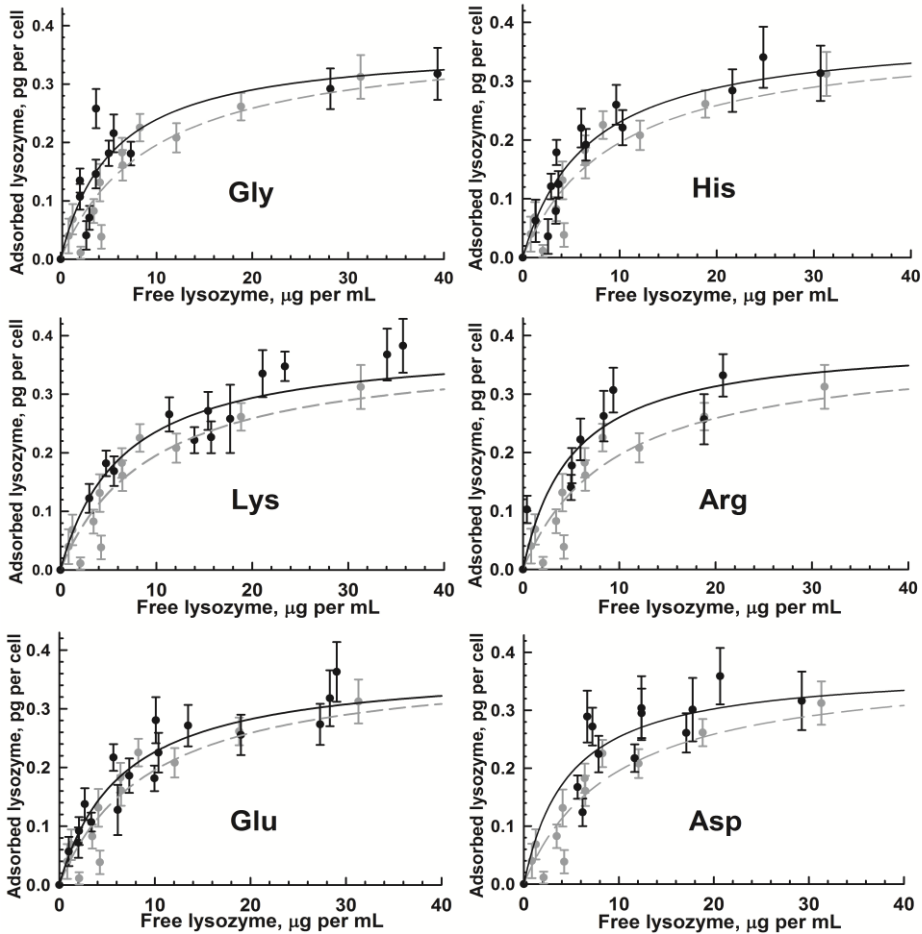 Adsorbed lysozyme, pg per cell
0.4
0.3
0.2
0.1
0.0
Gly
0 10 20 30 40
Free lysozyme, μg per mL
Adsorbed lysozyme, pg per cell
0.4
0.3
0.2
0.1
0.0
His
0 10 20 30 40
Free lysozyme, μg per mL
Adsorbed lysozyme, pg per cell
0.4
0.3
0.2
0.1
0.0
Lys
0 10 20 30 40
Free lysozyme, μg per mL
Adsorbed lysozyme, pg per cell
0.4
0.3
0.2
0.1
0.0
Arg
0 10 20 30 40
Free lysozyme, μg per mL
Adsorbed lysozyme, pg per cell
0.4
0.3
0.2
0.1
0.0
Glu
0 10 20 30 40
Free lysozyme, μg per mL
Adsorbed lysozyme, pg per cell
0.4
0.3
0.2
0.1
0.0
Asp
0 10 20 30 40
Free lysozyme, μg per mL